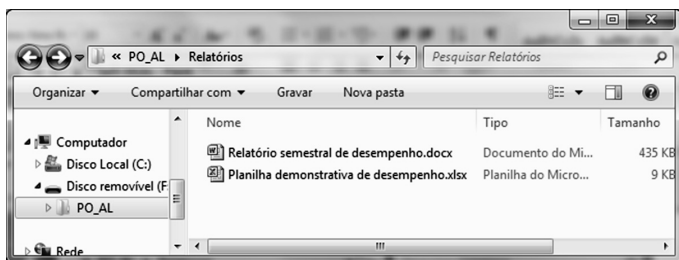 « PO_AL ▸ Relatórios
Pesquisar Relatórios
Organizar Compartilhar com Gravar Nova pasta
Nome Tipo Tamanho
Computador
Disco Local (C:)
Disco removível (F
PO_AL
Rede
Relatório semestral de desempenho.docx Documento do Mi... 435 KB
Planilha demonstrativa de desempenho.xlsx Planilha do Micro... 9 KB